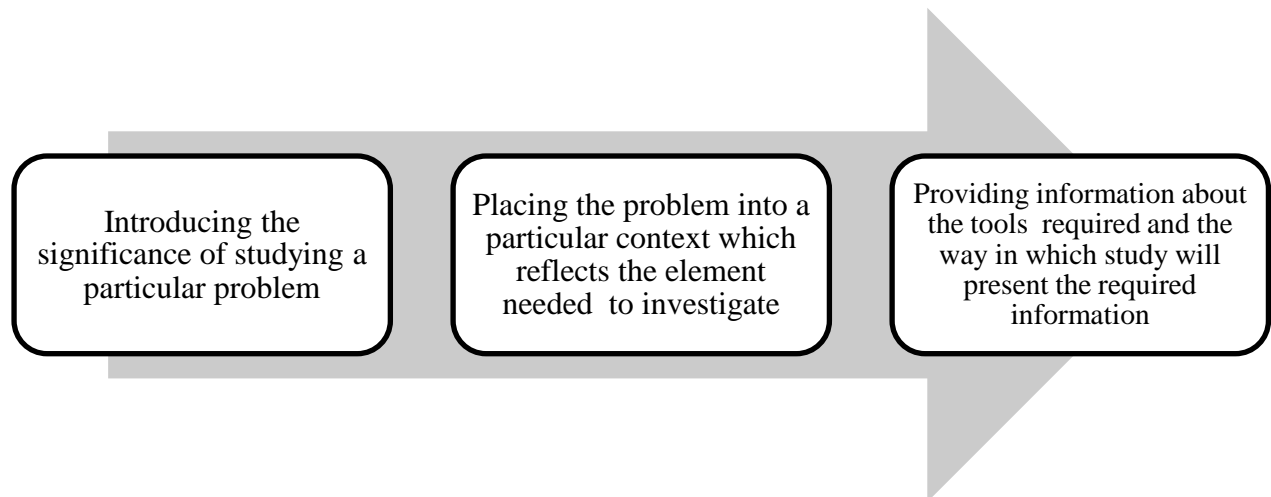 Introducing the
significance of studying a
particular problem
Placing the problem into a
particular context which
reflects the element
needed  to investigate
Providing information about
the tools  required and the
way in which study will
present the required
information